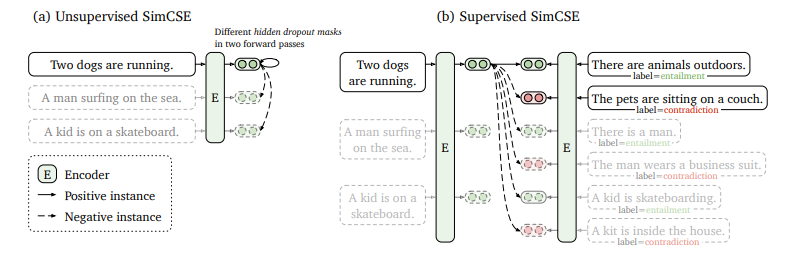 (a) Unsupervised SimCSE
Different hidden dropout masks
in two forward passes
Two dogs are running.
A man surfing on the sea.
A kid is on a skateboard.
E
E Encoder
Positive instance
Negative instance
(b) Supervised SimCSE
Two dogs
are running.
A man surfing
on the sea.
A kid is on a
skateboard.
E
E
There are animals outdoors.
label=entailment
The pets are sitting on a couch.
label=contradiction
There is a man.
label=entailment
The man wears a business suit.
label=contradiction
A kid is skateboarding.
label=entailment
A kit is inside the house.
label=contradiction